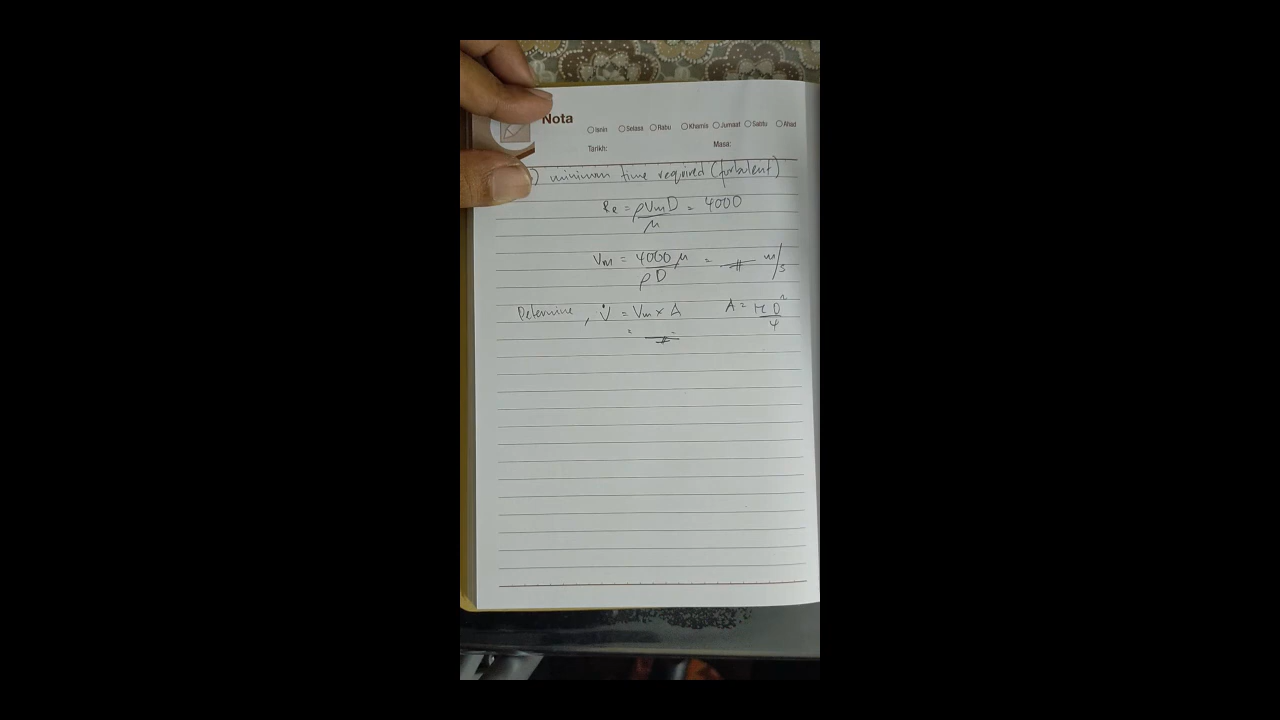 Nota
Isnin Selasa Rabu Khamis Jumaat Sabtu Ahad
Tarikh: Masa:
) minimum time required (turbulent)
Re = ρVmD = 4000
μ
Vm = 4000 μ = # m/s
ρD
Determine, V̇ = Vm × A A = πD²
4
= #